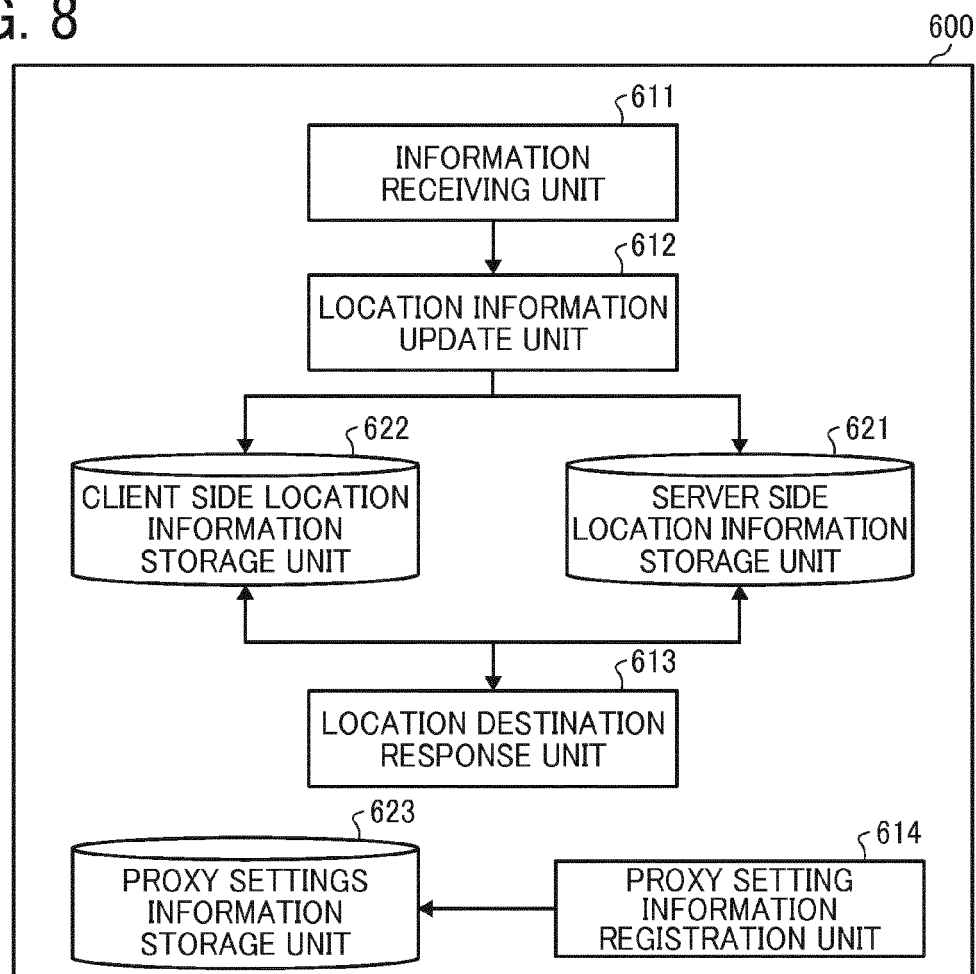 G. 8
600
611
INFORMATION
RECEIVING UNIT
612
LOCATION INFORMATION
UPDATE UNIT
622
CLIENT SIDE LOCATION
INFORMATION
STORAGE UNIT
621
SERVER SIDE
LOCATION INFORMATION
STORAGE UNIT
613
LOCATION DESTINATION
RESPONSE UNIT
623
PROXY SETTINGS
INFORMATION
STORAGE UNIT
614
PROXY SETTING
INFORMATION
REGISTRATION UNIT